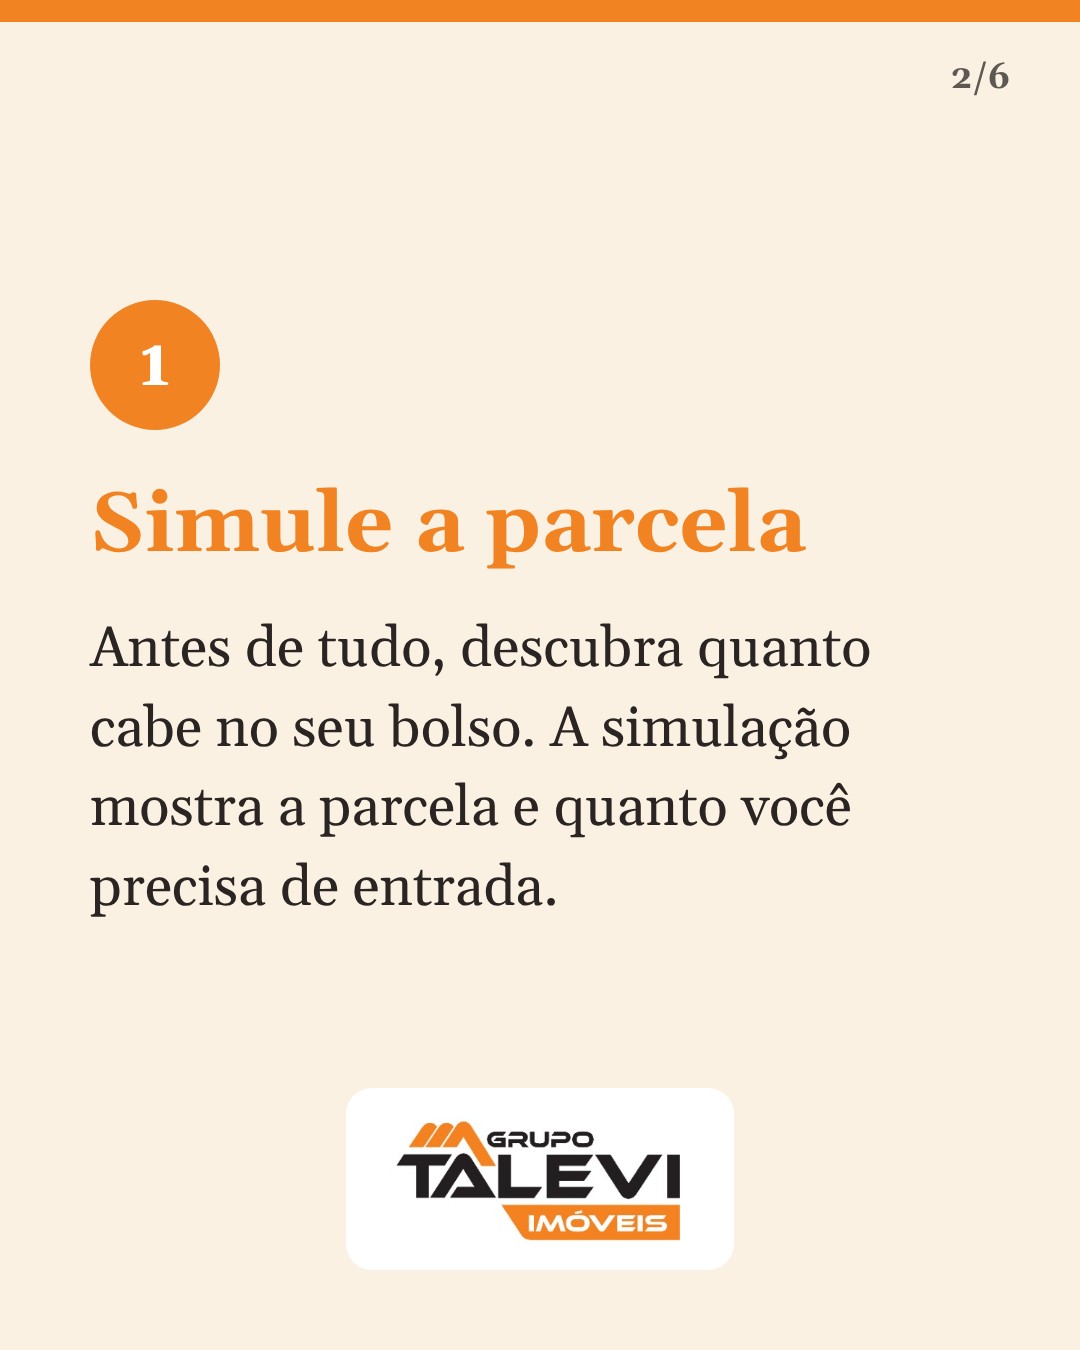 2/6
1
Simule a parcela
Antes de tudo, descubra quanto
cabe no seu bolso. A simulação
mostra a parcela e quanto você
precisa de entrada.
GRUPO
TALEVI
IMÓVEIS